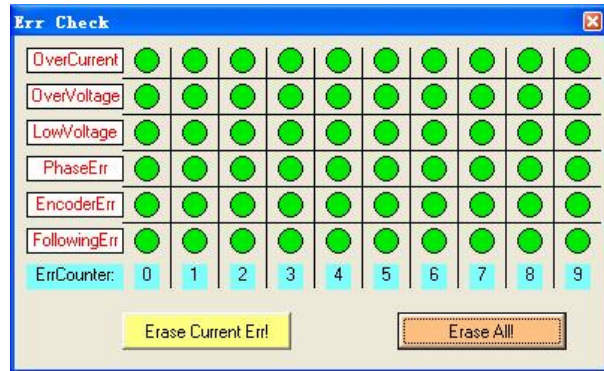 Err Check
OverCurrent
OverVoltage
LowVoltage
PhaseErr
EncoderErr
FollowingErr
ErrCounter: 0 1 2 3 4 5 6 7 8 9
Erase Current Err! Erase All!